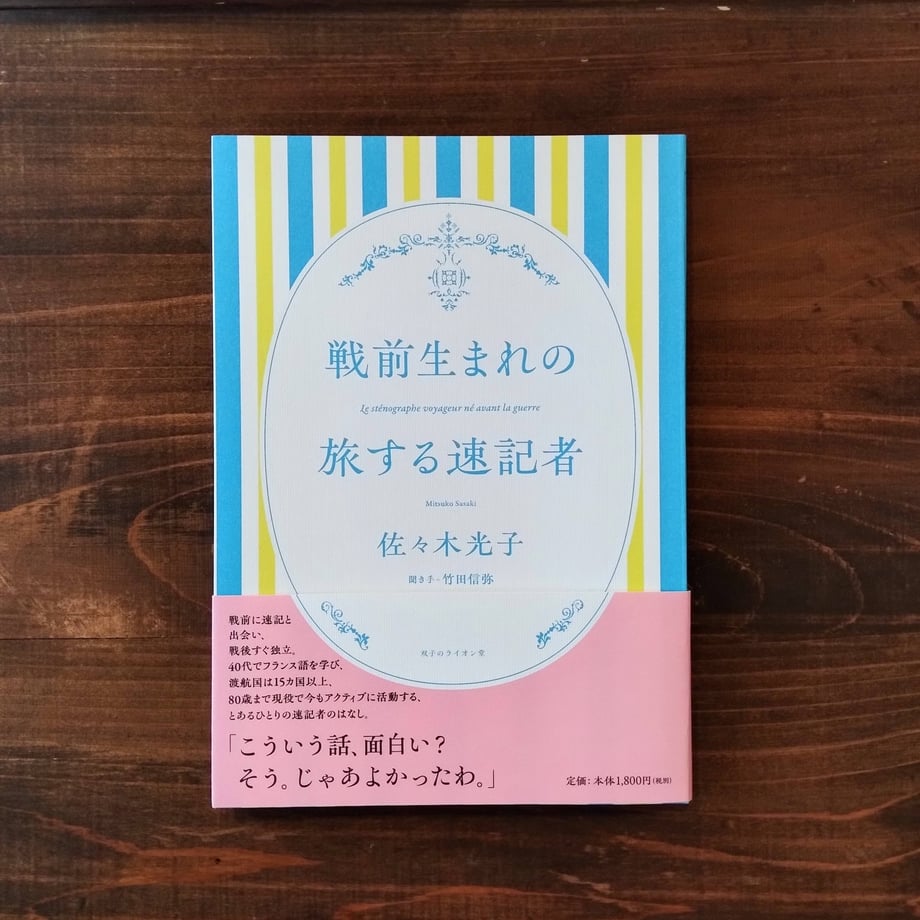 戦前生まれの
Le sténographe voyageur né avant la guerre
旅する速記者
Mitsuko Sasaki
佐々木光子
聞き手-竹田信弥
双子のライオン堂
戦前に速記と
出会い、
戦後すぐ独立。
40代でフランス語を学び、
渡航国は15カ国以上、
80歳まで現役で今もアクティブに活動する、
とあるひとりの速記者のはなし。
「こういう話、面白い?
そう。じゃあよかったわ。」
定価:本体1,800円(税別)